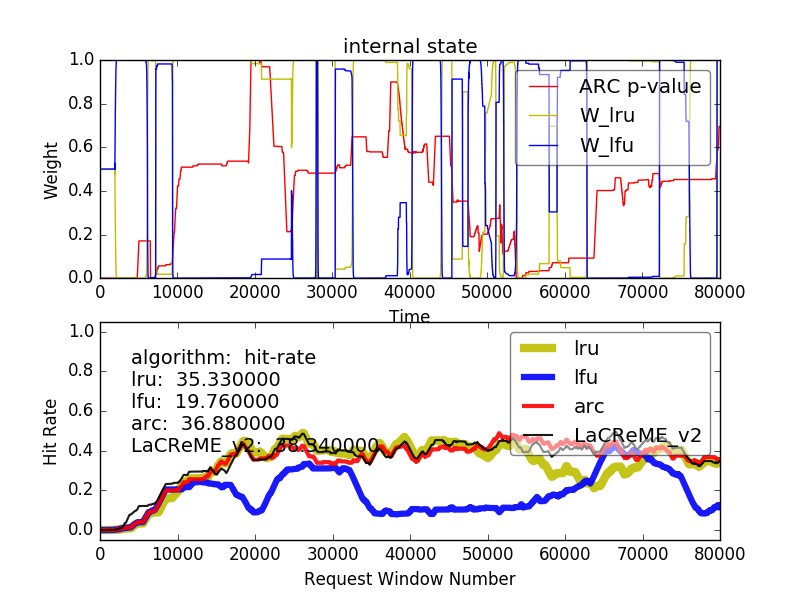 internal state
1.0
0.8
0.6
0.4
0.2
0.0
Weight
ARC p-value
W_lru
W_lfu
0 10000 20000 30000 40000 50000 60000 70000 80000
Time
1.0
0.8
0.6
0.4
0.2
0.0
Hit Rate
algorithm: hit-rate
lru: 35.330000
lfu: 19.760000
arc: 36.880000
LaCReME_v2: 38.340000
lru
lfu
arc
LaCReME_v2
0 10000 20000 30000 40000 50000 60000 70000 80000
Request Window Number